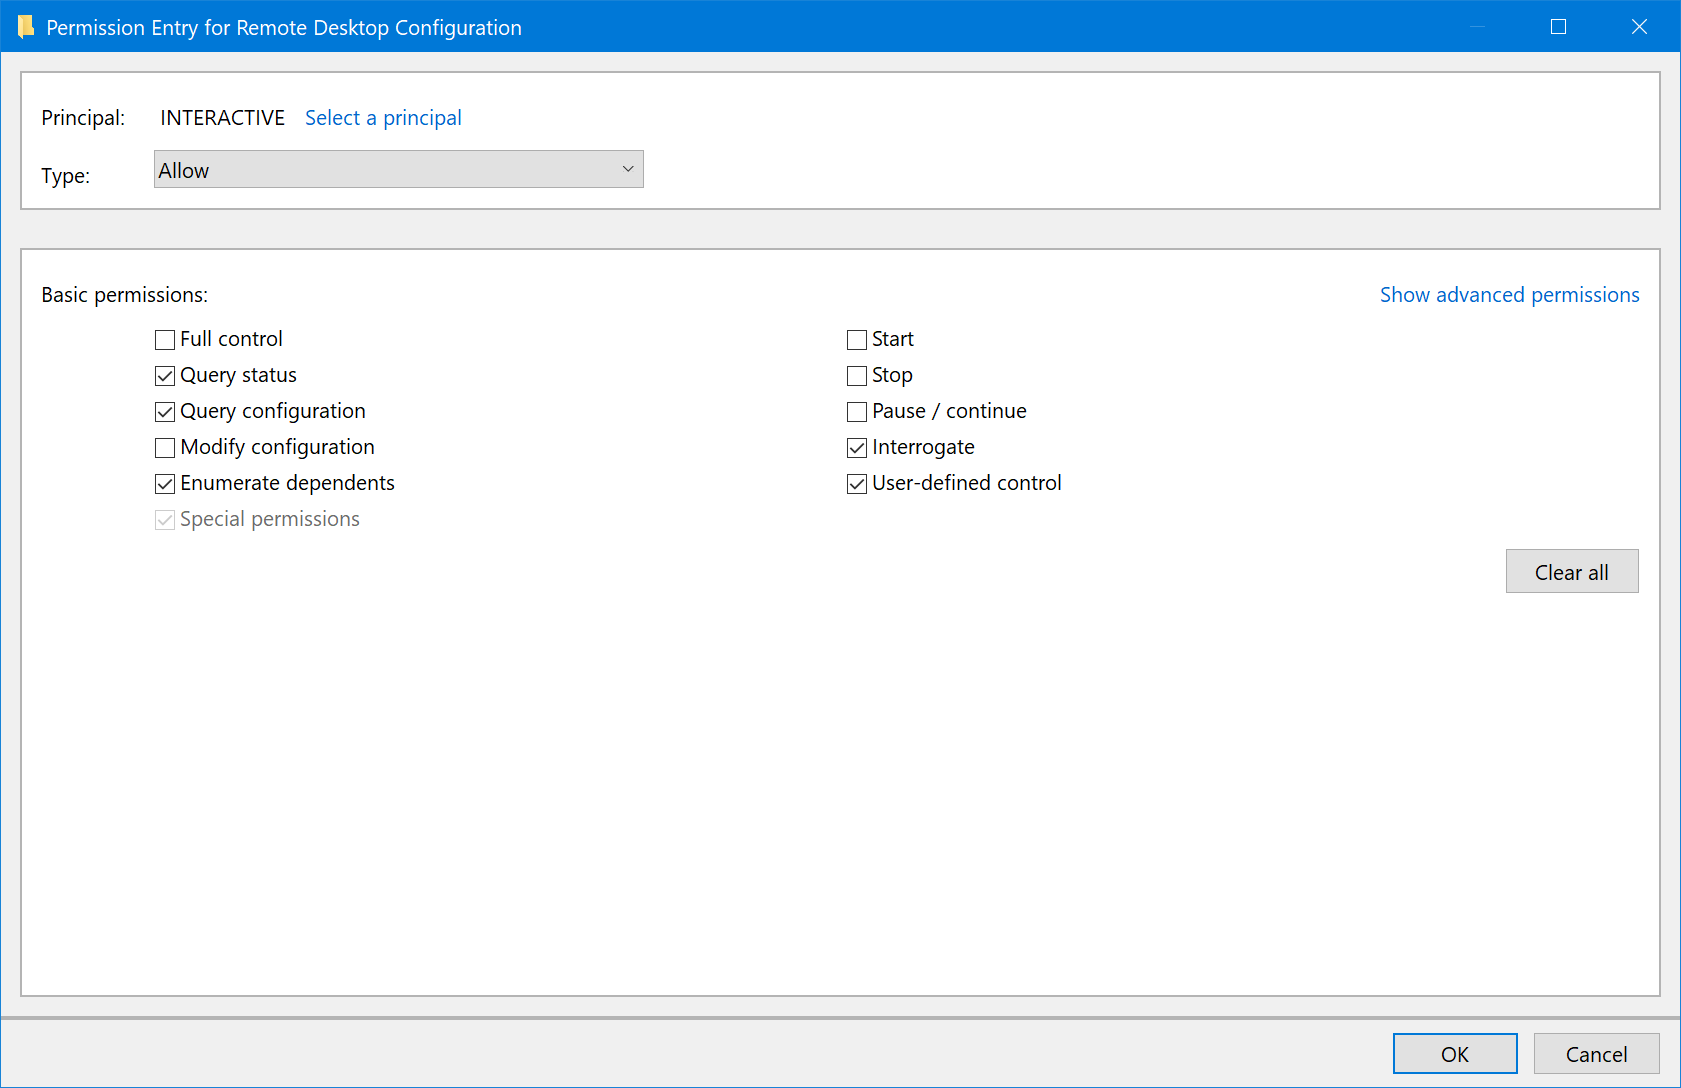 Permission Entry for Remote Desktop Configuration
Principal: INTERACTIVE Select a principal
Type: Allow
Basic permissions: Show advanced permissions
Full control
Query status
Query configuration
Modify configuration
Enumerate dependents
Special permissions
Start
Stop
Pause / continue
Interrogate
User-defined control
Clear all
OK Cancel